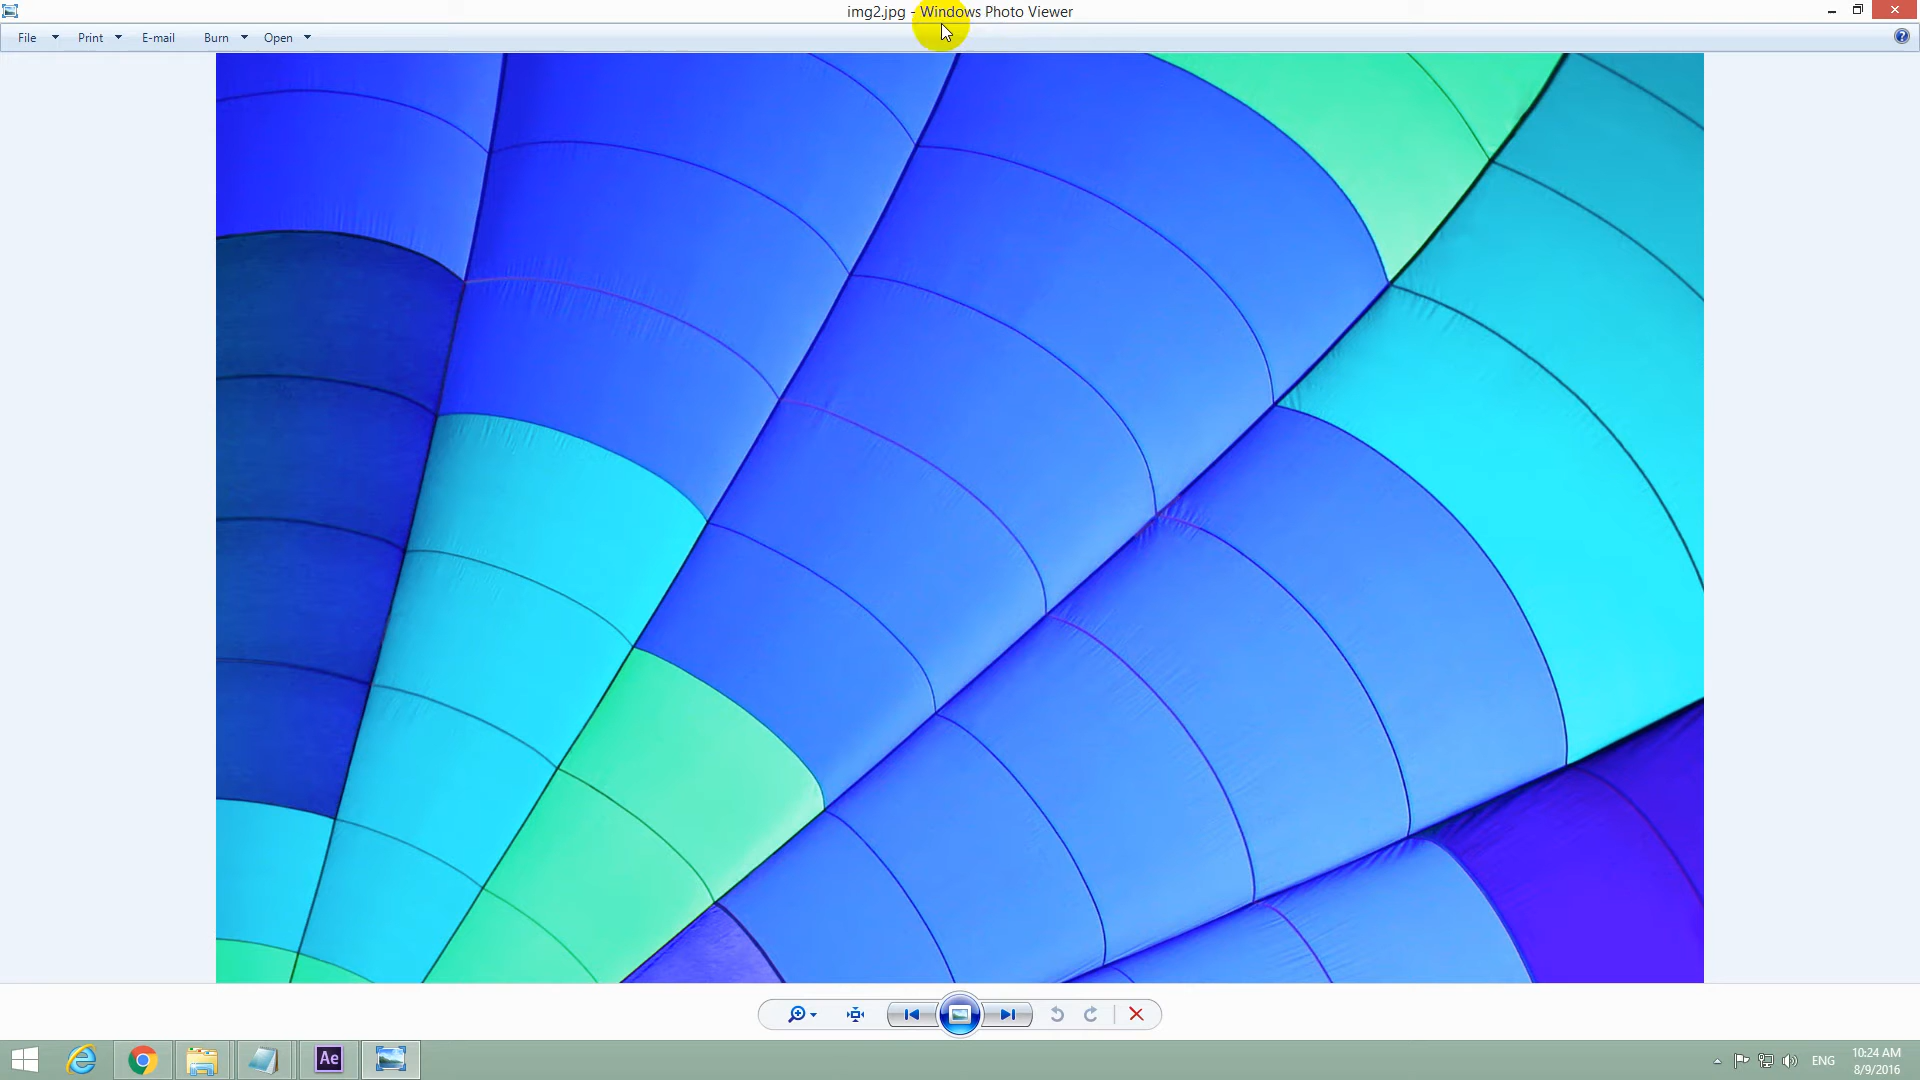 img2.jpg - Windows Photo Viewer
File Print E-mail Burn Open
?
Ae
ENG
10:24 AM
8/9/2016